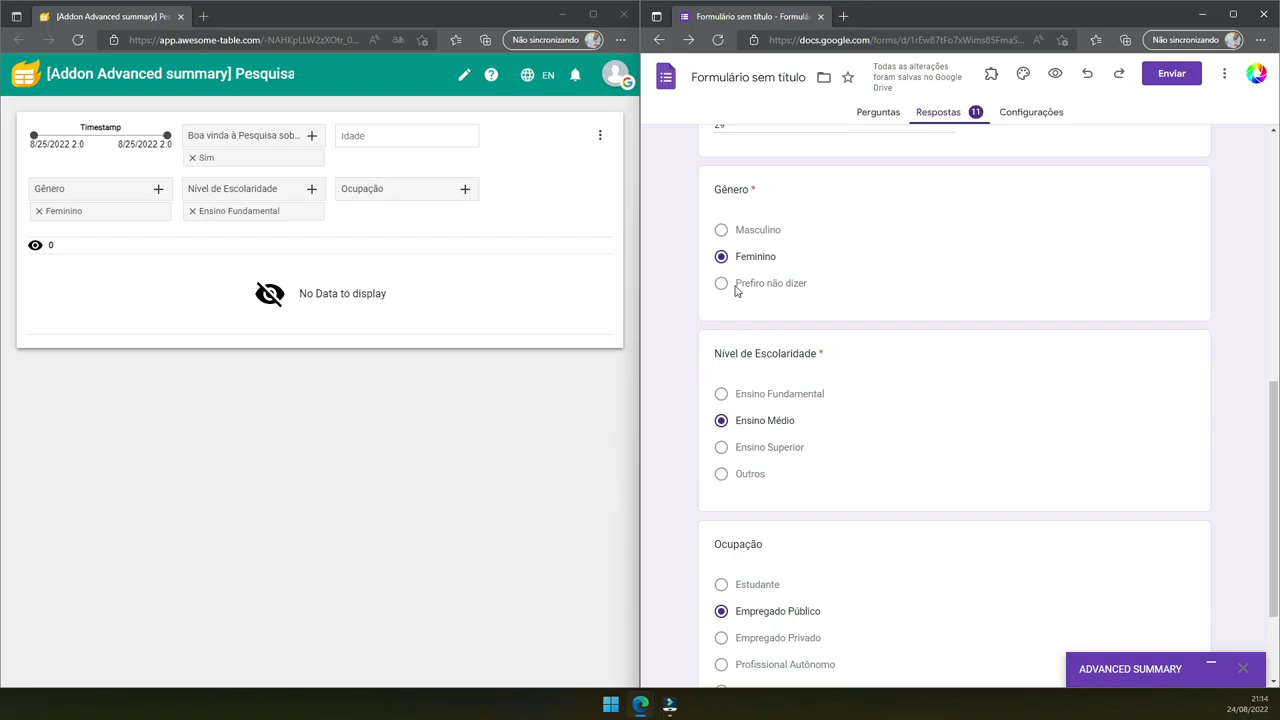 [Addon Advanced summary] Pes
Formulário sem título - Formulá
https://app.awesome-table.com/-NAHKpLLW2zXOtr_0...
Não sincronizando
https://docs.google.com/forms/d/1rEwB7tFo7xWims85FmaS...
Não sincronizando
[Addon Advanced summary] Pesquisa
EN
Formulário sem título
Todas as alterações
foram salvas no Google
Drive
Enviar
Perguntas
Respostas
11
Configurações
Timestamp
8/25/2022 2:0
8/25/2022 2:0
Boa vinda à Pesquisa sob...
Sim
Idade
Gênero
Feminino
Nível de Escolaridade
Ensino Fundamental
Ocupação
0
No Data to display
29
Gênero *
Masculino
Feminino
Prefiro não dizer
Nível de Escolaridade *
Ensino Fundamental
Ensino Médio
Ensino Superior
Outros
Ocupação
Estudante
Empregado Público
Empregado Privado
Profissional Autônomo
ADVANCED SUMMARY
21:14
24/08/2022